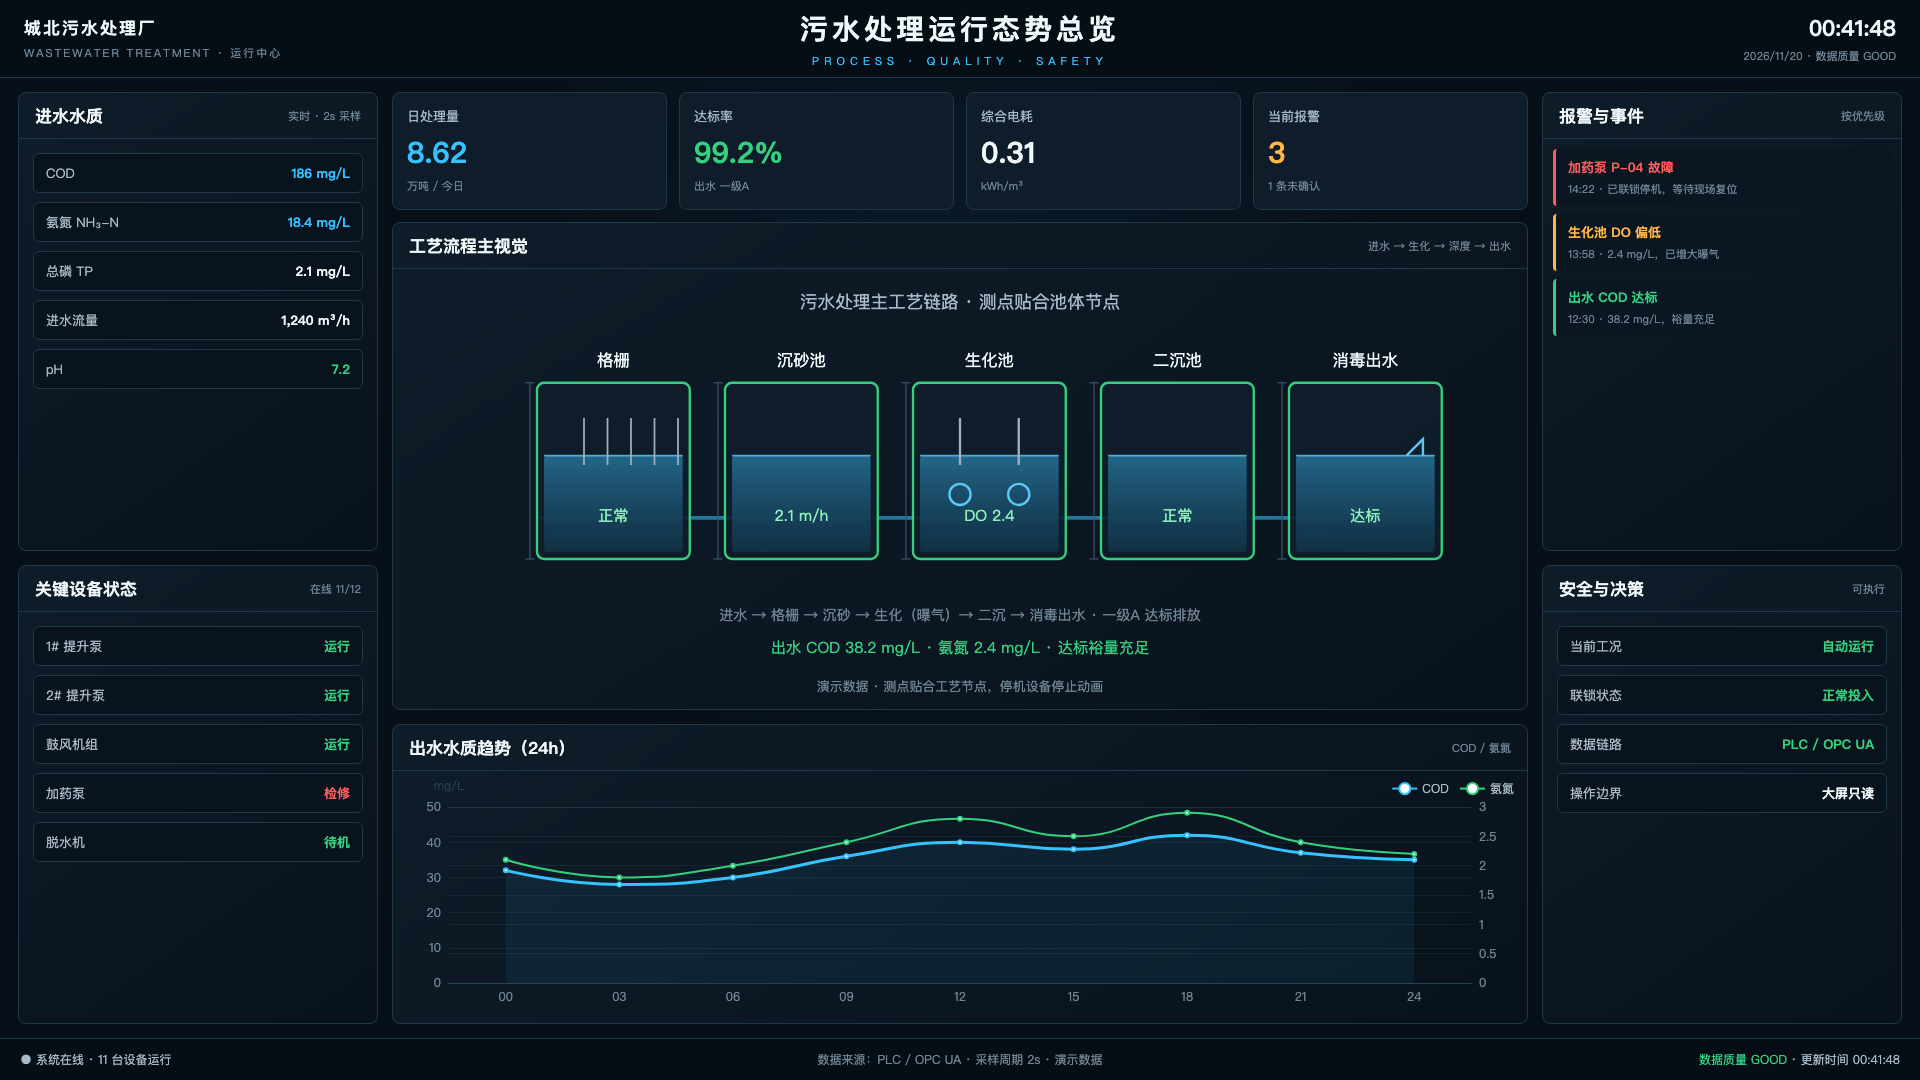 城北污水处理厂
WASTEWATER TREATMENT · 运行中心
污水处理运行态势总览
PROCESS · QUALITY · SAFETY
00:41:48
2026/11/20 · 数据质量 GOOD
进水水质
实时 · 2s 采样
COD
186 mg/L
氨氮 NH₃-N
18.4 mg/L
总磷 TP
2.1 mg/L
进水流量
1,240 m³/h
pH
7.2
关键设备状态
在线 11/12
1# 提升泵
运行
2# 提升泵
运行
鼓风机组
运行
加药泵
检修
脱水机
待机
日处理量
8.62
万吨 / 今日
达标率
99.2%
出水 一级A
综合电耗
0.31
kWh/m³
当前报警
3
1 条未确认
工艺流程主视觉
进水 → 生化 → 深度 → 出水
污水处理主工艺链路 · 测点贴合池体节点
格栅
沉砂池
生化池
二沉池
消毒出水
正常
2.1 m/h
DO 2.4
正常
达标
进水 → 格栅 → 沉砂 → 生化（曝气）→ 二沉 → 消毒出水 · 一级A 达标排放
出水 COD 38.2 mg/L · 氨氮 2.4 mg/L · 达标裕量充足
演示数据 · 测点贴合工艺节点，停机设备停止动画
出水水质趋势（24h）
COD / 氨氮
mg/L
COD
氨氮
50
40
30
20
10
0
3
2.5
2
1.5
1
0.5
0
00
03
06
09
12
15
18
21
24
报警与事件
按优先级
加药泵 P-04 故障
14:22 · 已联锁停机，等待现场复位
生化池 DO 偏低
13:58 · 2.4 mg/L，已增大曝气
出水 COD 达标
12:30 · 38.2 mg/L，裕量充足
安全与决策
可执行
当前工况
自动运行
联锁状态
正常投入
数据链路
PLC / OPC UA
操作边界
大屏只读
系统在线 · 11 台设备运行
数据来源：PLC / OPC UA · 采样周期 2s · 演示数据
数据质量 GOOD · 更新时间 00:41:48